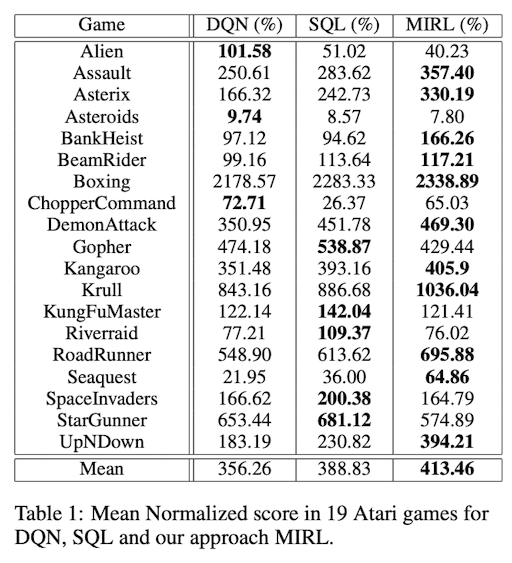 Game DQN (%) SQL (%) MIRL (%)
Alien 101.58 51.02 40.23
Assault 250.61 283.62 357.40
Asterix 166.32 242.73 330.19
Asteroids 9.74 8.57 7.80
BankHeist 97.12 94.62 166.26
BeamRider 99.16 113.64 117.21
Boxing 2178.57 2283.33 2338.89
ChopperCommand 72.71 26.37 65.03
DemonAttack 350.95 451.78 469.30
Gopher 474.18 538.87 429.44
Kangaroo 351.48 393.16 405.9
Krull 843.16 886.68 1036.04
KungFuMaster 122.14 142.04 121.41
Riverraid 77.21 109.37 76.02
RoadRunner 548.90 613.62 695.88
Seaquest 21.95 36.00 64.86
SpaceInvaders 166.62 200.38 164.79
StarGunner 653.44 681.12 574.89
UpNDown 183.19 230.82 394.21
Mean 356.26 388.83 413.46
Table 1: Mean Normalized score in 19 Atari games for
DQN, SQL and our approach MIRL.